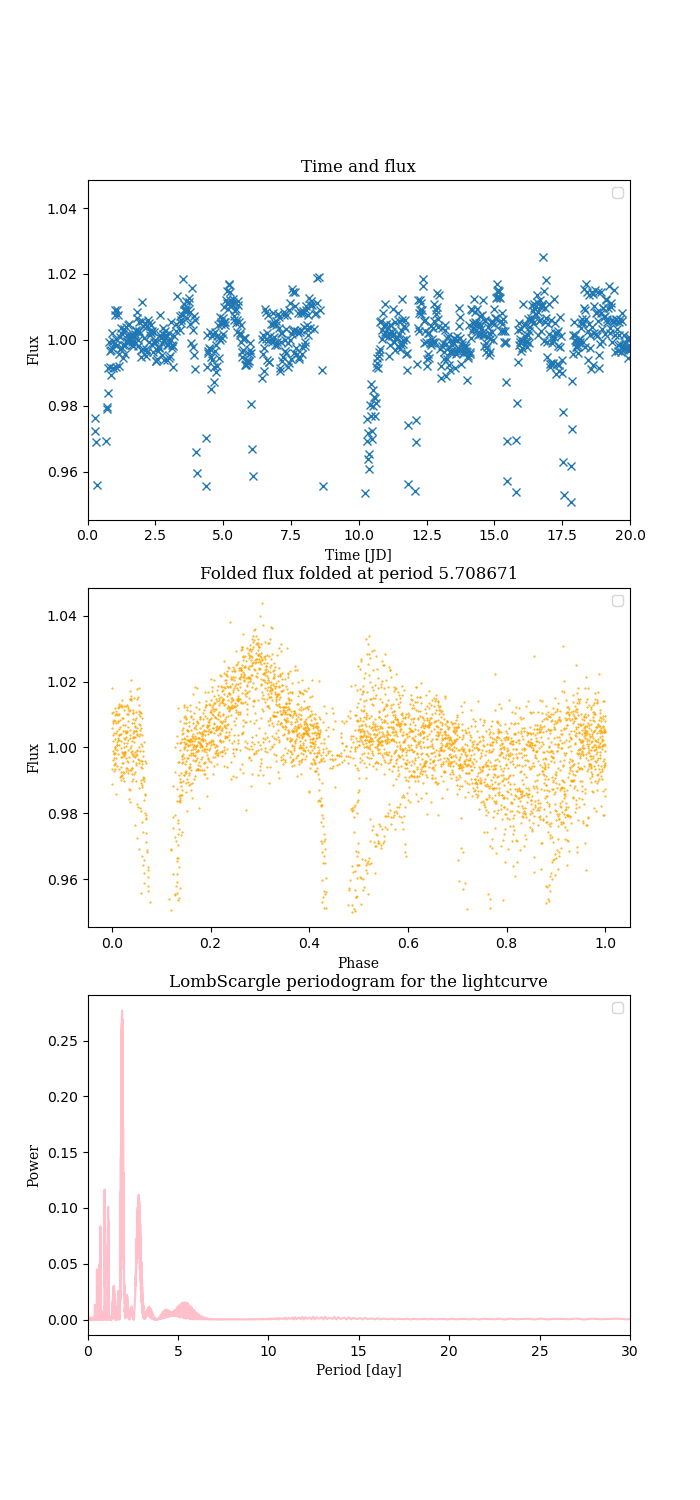 Time and flux
Flux
1.04
1.02
1.00
0.98
0.96
0.0 2.5 5.0 7.5 10.0 12.5 15.0 17.5 20.0
Time [JD]
Folded flux folded at period 5.708671
Flux
1.04
1.02
1.00
0.98
0.96
0.0 0.2 0.4 0.6 0.8 1.0
Phase
LombScargle periodogram for the lightcurve
Power
0.25
0.20
0.15
0.10
0.05
0.00
0 5 10 15 20 25 30
Period [day]